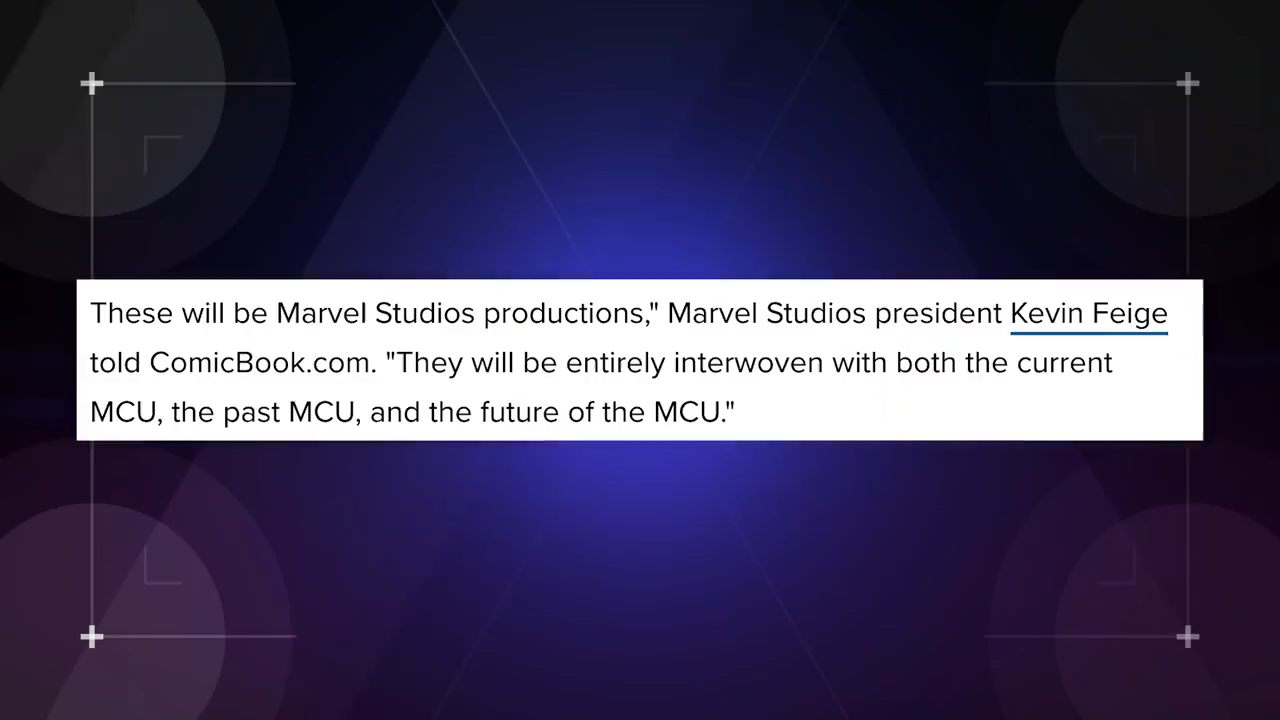 These will be Marvel Studios productions," Marvel Studios president Kevin Feige
told ComicBook.com. "They will be entirely interwoven with both the current
MCU, the past MCU, and the future of the MCU."